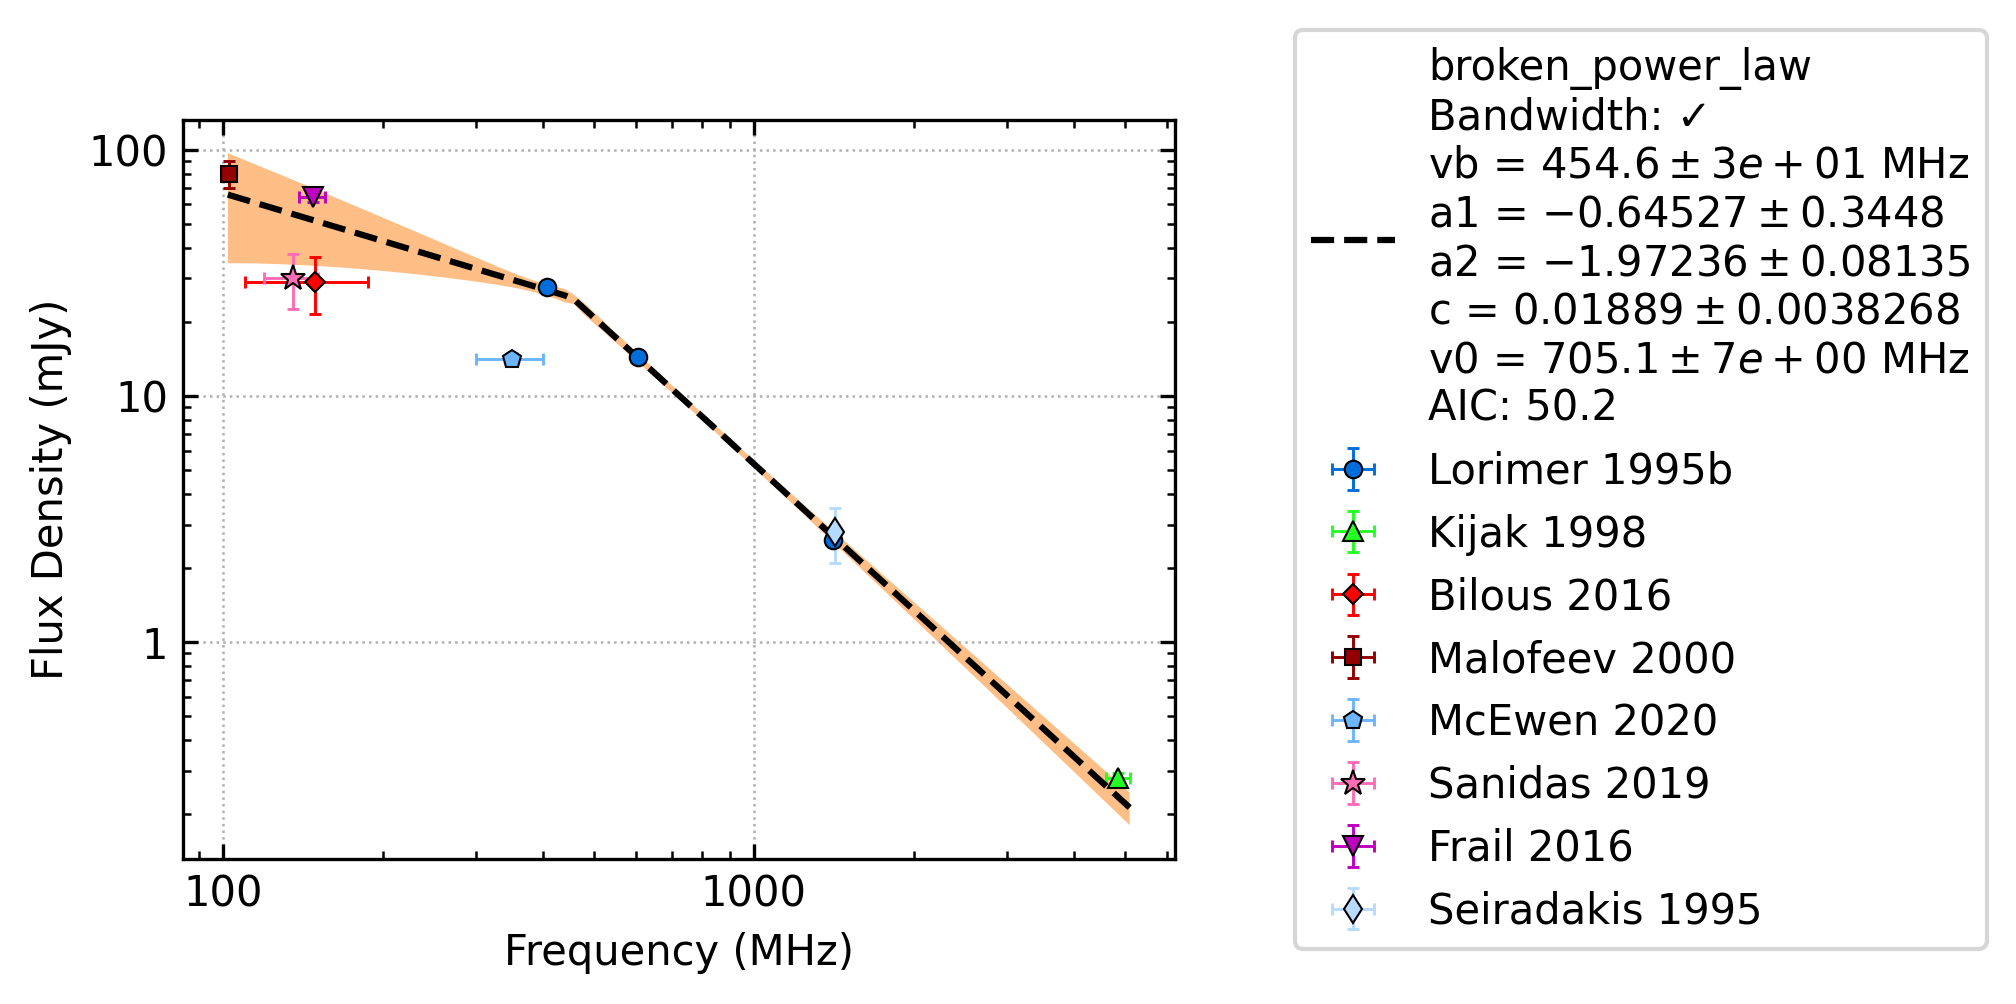 100
10
1
Flux Density (mJy)
100
1000
Frequency (MHz)
broken_power_law
Bandwidth: ✓
vb = 454.6 ± 3e + 01 MHz
a1 = −0.64527 ± 0.3448
a2 = −1.97236 ± 0.08135
c = 0.01889 ± 0.0038268
v0 = 705.1 ± 7e + 00 MHz
AIC: 50.2
Lorimer 1995b
Kijak 1998
Bilous 2016
Malofeev 2000
McEwen 2020
Sanidas 2019
Frail 2016
Seiradakis 1995